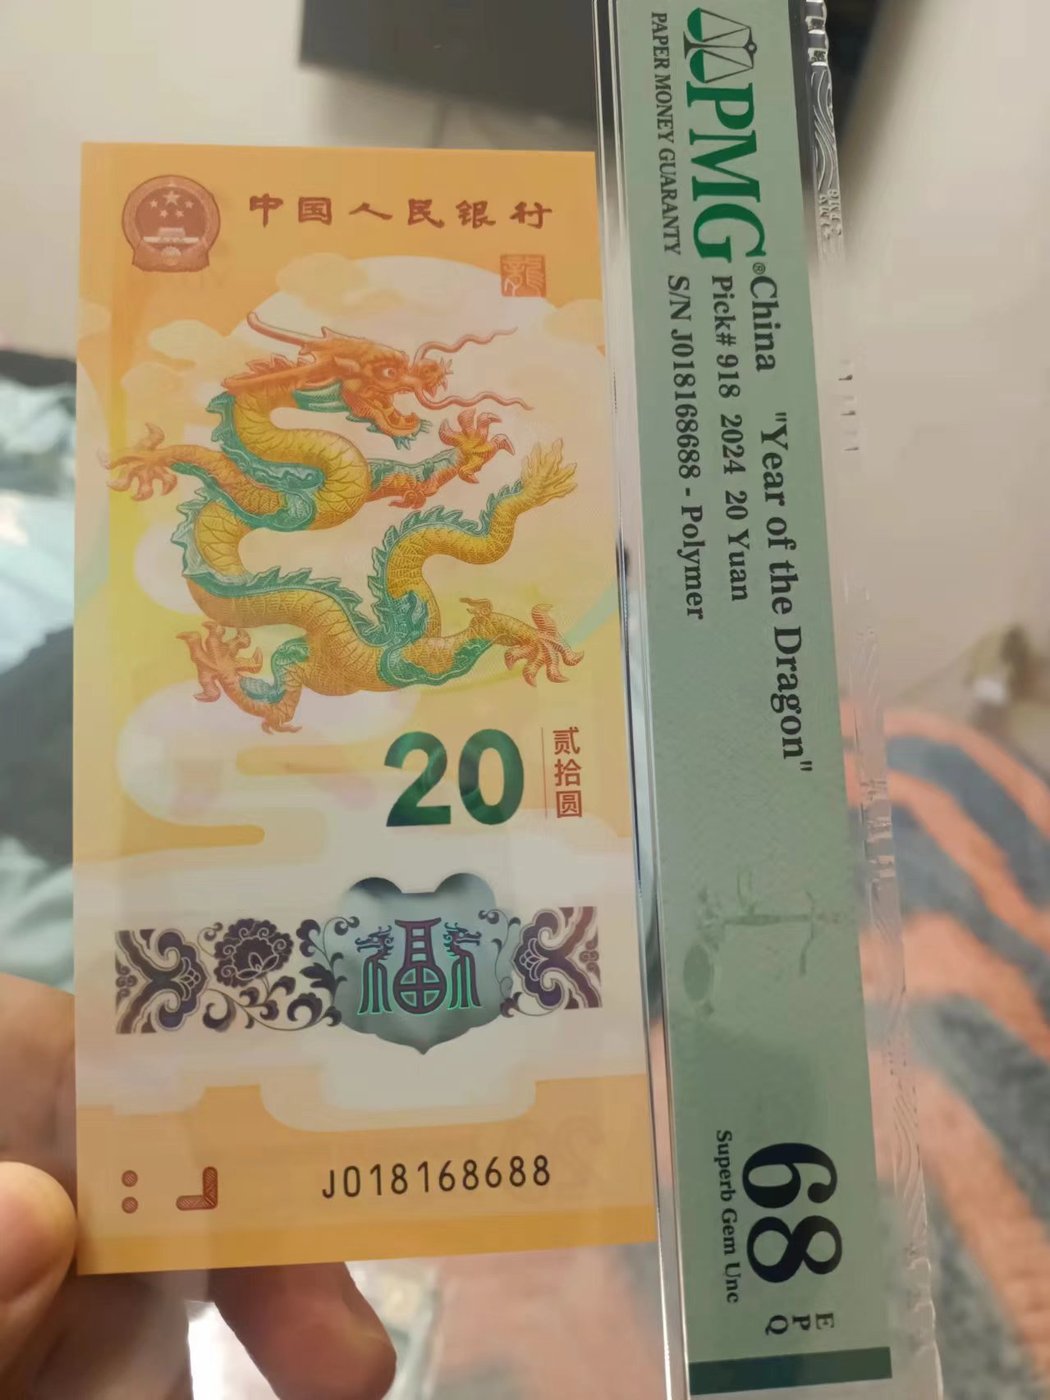 中国人民银行
龍
20
贰拾圆
J018168688
PMG®
PAPER MONEY GUARANTY
China "Year of the Dragon"
Pick# 918 2024 20 Yuan
S/N J018168688 - Polymer
68 EPQ
Superb Gem Unc